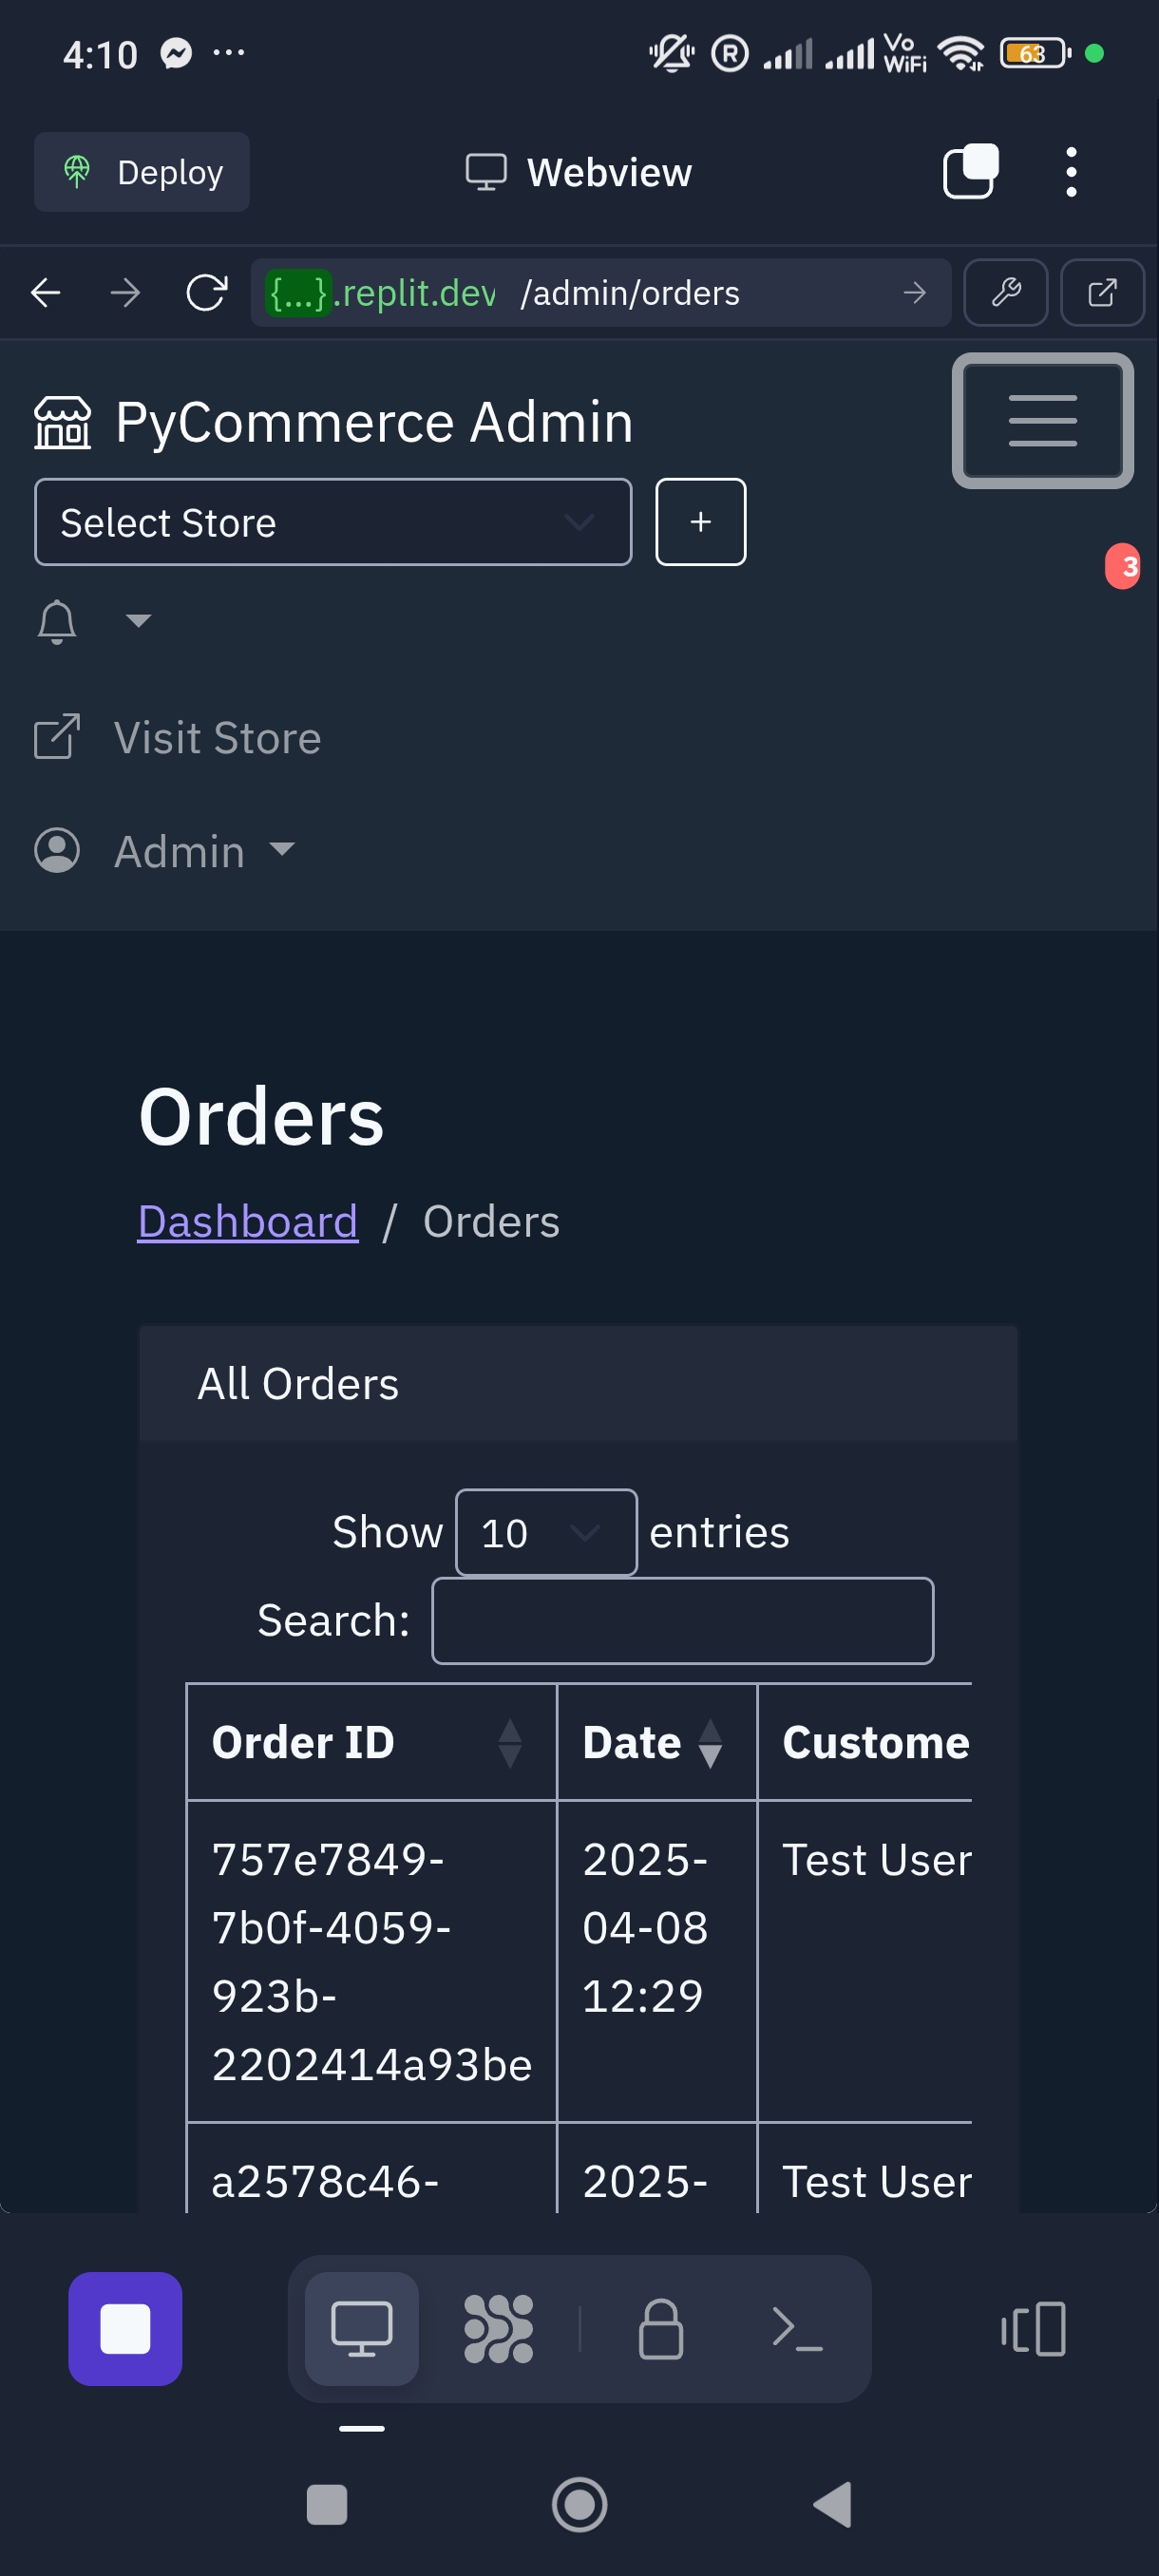 4:10
R
Vo
WiFi
63
Deploy
Webview
{...}.replit.dev /admin/orders
PyCommerce Admin
Select Store
+
3
Visit Store
Admin
Orders
Dashboard / Orders
All Orders
Show 10 entries
Search:
Order ID Date Custome
757e7849- 2025- Test User
7b0f-4059- 04-08
923b- 12:29
2202414a93be
a2578c46- 2025- Test User